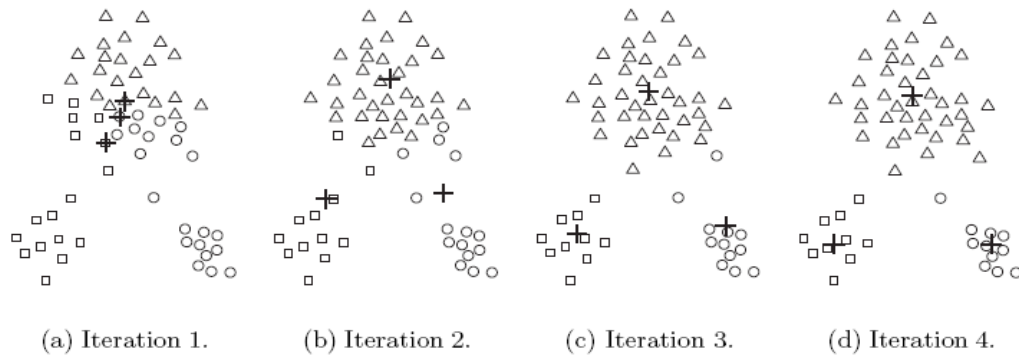 (a) Iteration 1.
(b) Iteration 2.
(c) Iteration 3.
(d) Iteration 4.